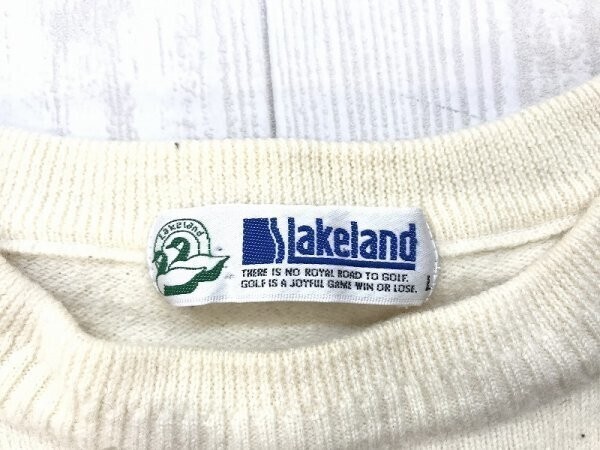 Lakeland
Lakeland
THERE IS NO ROYAL ROAD TO GOLF.
GOLF IS A JOYFUL GAME WIN OR LOSE.